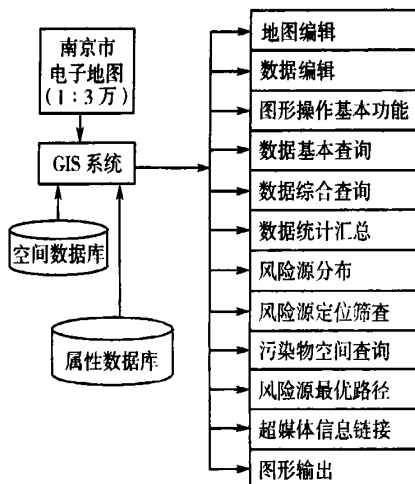 南京市
电子地图
(1:3万)
GIS 系统
空间数据库
属性数据库
地图编辑
数据编辑
图形操作基本功能
数据基本查询
数据综合查询
数据统计汇总
风险源分布
风险源定位筛查
污染物空间查询
风险源最优路径
超媒体信息链接
图形输出